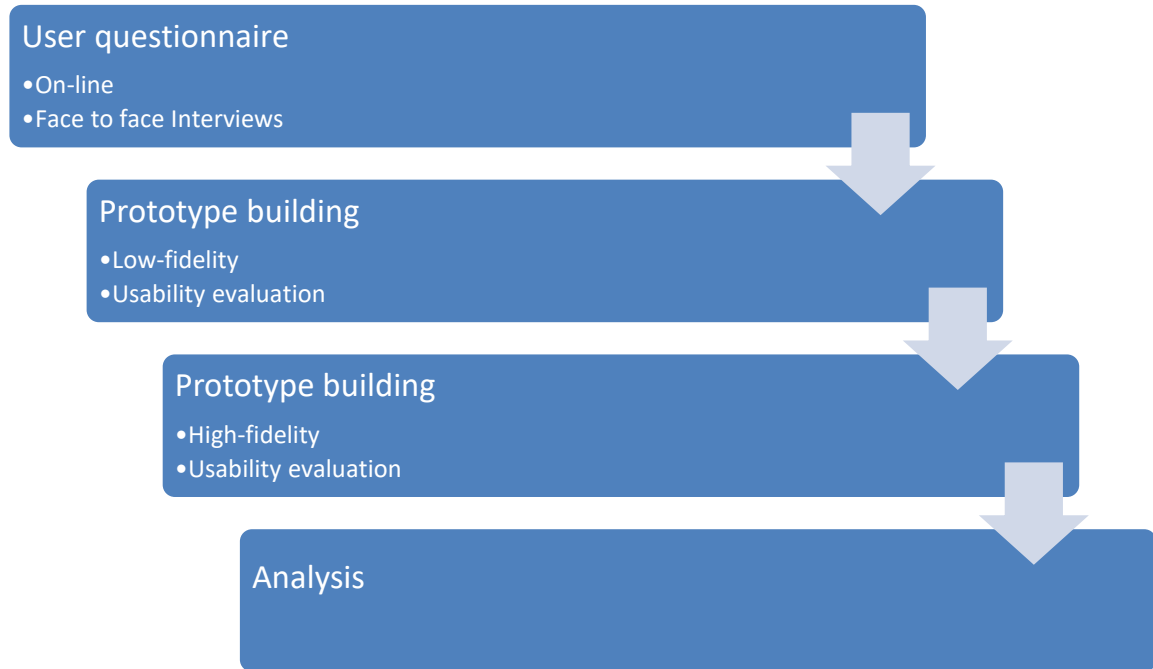 User questionnaire
•On-line
•Face to face Interviews
Prototype building
•Low-fidelity
•Usability evaluation
Prototype building
•High-fidelity
•Usability evaluation
Analysis